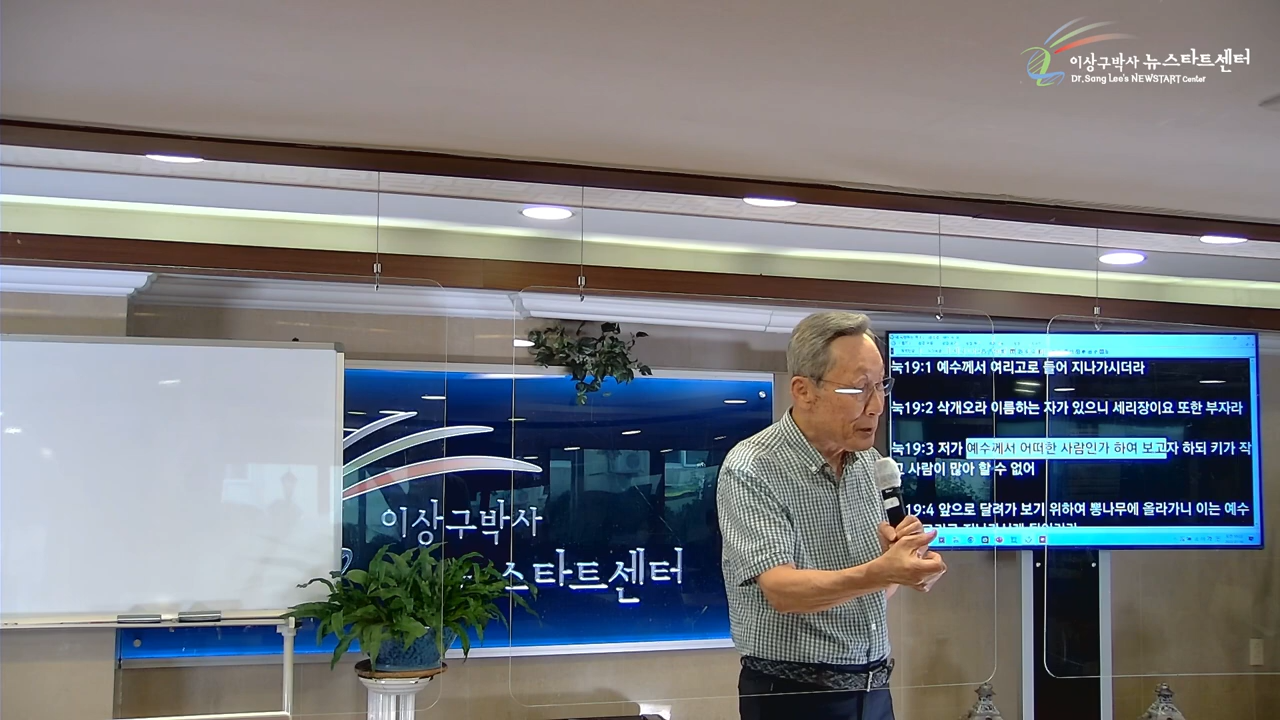 이상구박사 뉴스타트센터
Dr. Sang Lee's NEWSTART Center
눅19:1 예수께서 여리고로 들어 지나가시더라
눅19:2 삭개오라 이름하는 자가 있으니 세리장이요 또한 부자라
눅19:3 저가 예수께서 어떠한 사람인가 하여 보고자 하되 키가 작
고 사람이 많아 할 수 없어
19:4 앞으로 달려가 보기 위하여 뽕나무에 올라가니 이는 예수
이상구박사
스타트센터